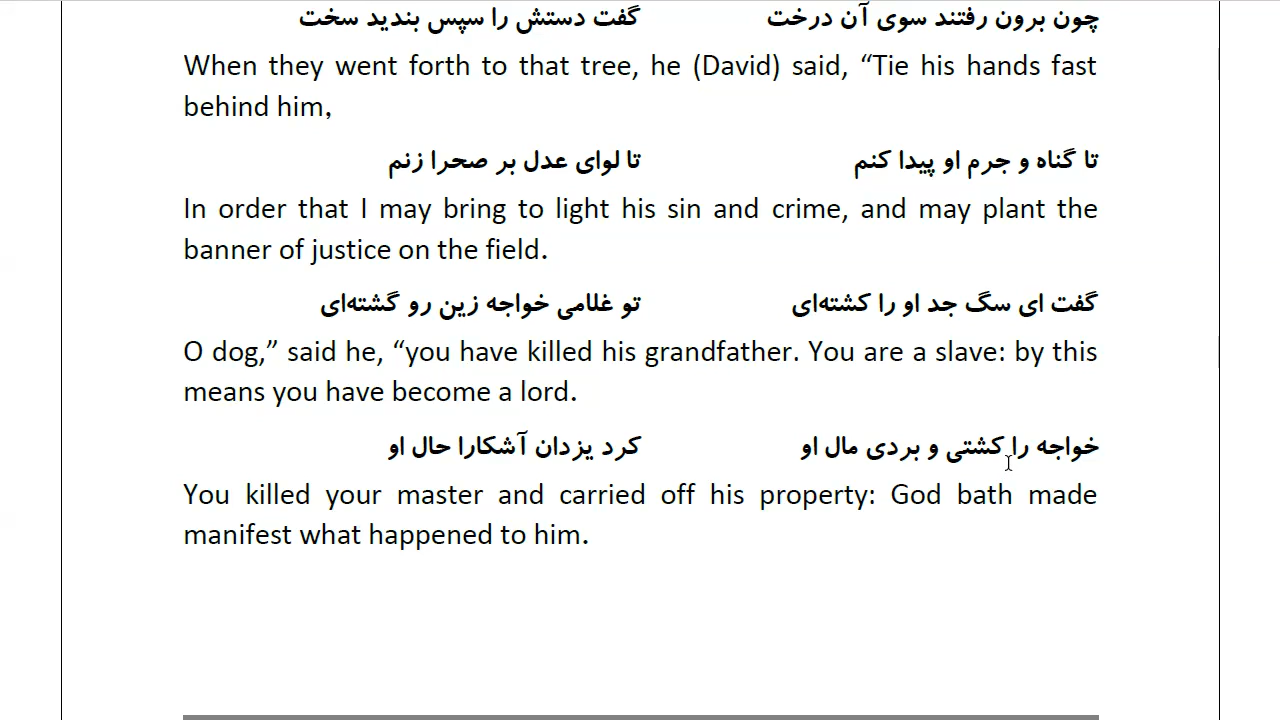 چون برون رفتند سوی آن درخت گفت دستش را سپس بندید سخت
When they went forth to that tree, he (David) said, “Tie his hands fast
behind him,
تا گناه و جرم او پیدا کنم تا لوای عدل بر صحرا زنم
In order that I may bring to light his sin and crime, and may plant the
banner of justice on the field.
گفت ای سگ جد او را کشته‌ای تو غلامی خواجه زین رو گشته‌ای
O dog,” said he, “you have killed his grandfather. You are a slave: by this
means you have become a lord.
خواجه را کشتی و بردی مال او کرد یزدان آشکارا حال او
You killed your master and carried off his property: God bath made
manifest what happened to him.